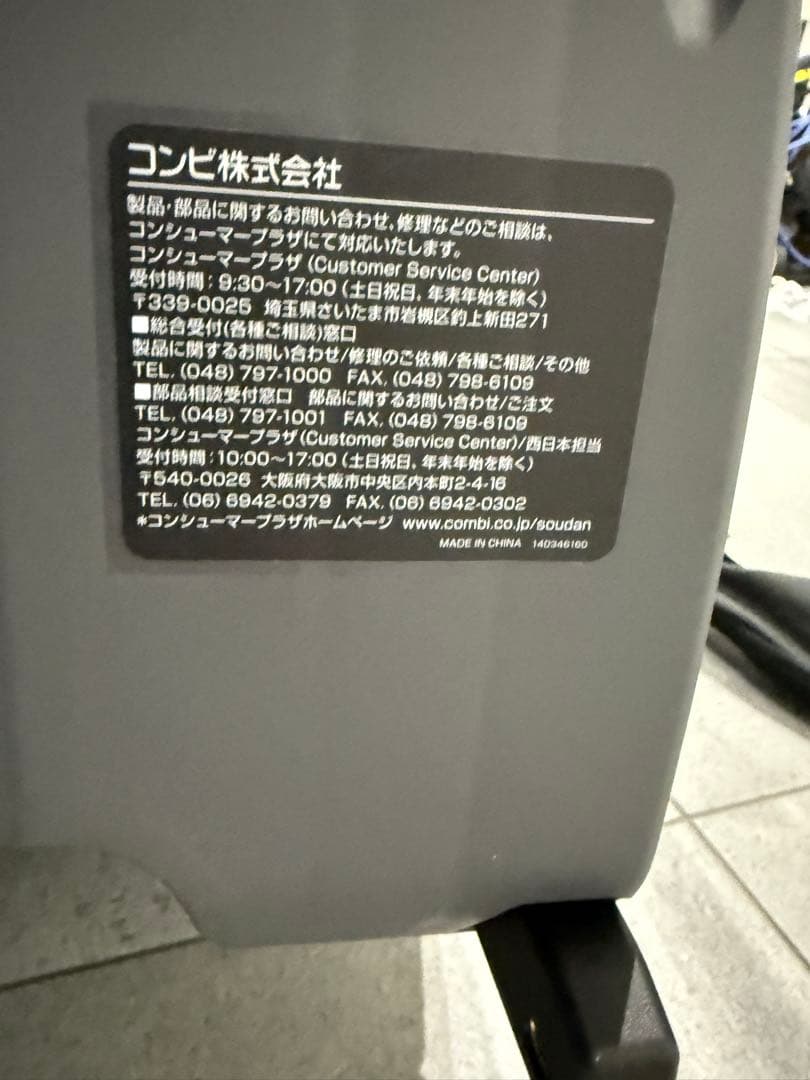 コンビ株式会社
製品・部品に関するお問い合わせ、修理などのご相談は、
コンシューマープラザにて対応いたします。
コンシューマープラザ (Customer Service Center)
受付時間：9:30～17:00 (土日祝日、年末年始を除く)
〒339-0025 埼玉県さいたま市岩槻区釣上新田271
■総合受付(各種ご相談)窓口
製品に関するお問い合わせ/修理のご依頼/各種ご相談/その他
TEL. (048) 797-1000 FAX. (048) 798-6109
■部品相談受付窓口 部品に関するお問い合わせ/ご注文
TEL. (048) 797-1001 FAX. (048) 798-6109
コンシューマープラザ(Customer Service Center)/西日本担当
受付時間：10:00～17:00 (土日祝日、年末年始を除く)
〒540-0026 大阪府大阪市中央区内本町2-4-16
TEL. (06) 6942-0379 FAX. (06) 6942-0302
*コンシューマープラザホームページ www.combi.co.jp/soudan
MADE IN CHINA 140346160